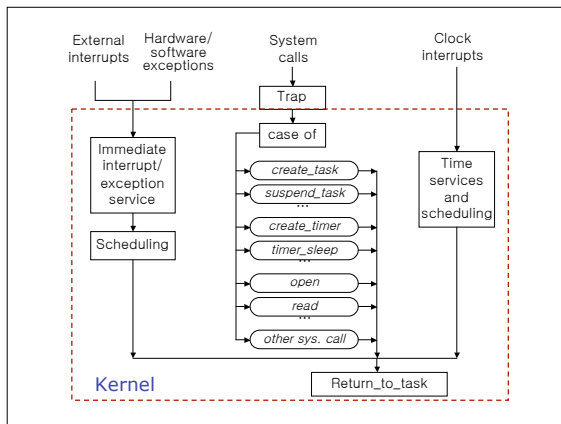 External
interrupts
Hardware/
software
exceptions
System
calls
Clock
interrupts
Trap
case of
Immediate
interrupt/
exception
service
Scheduling
create_task
suspend_task
...
create_timer
timer_sleep
...
open
read
...
other sys. call
Time
services
and
scheduling
Kernel
Return_to_task